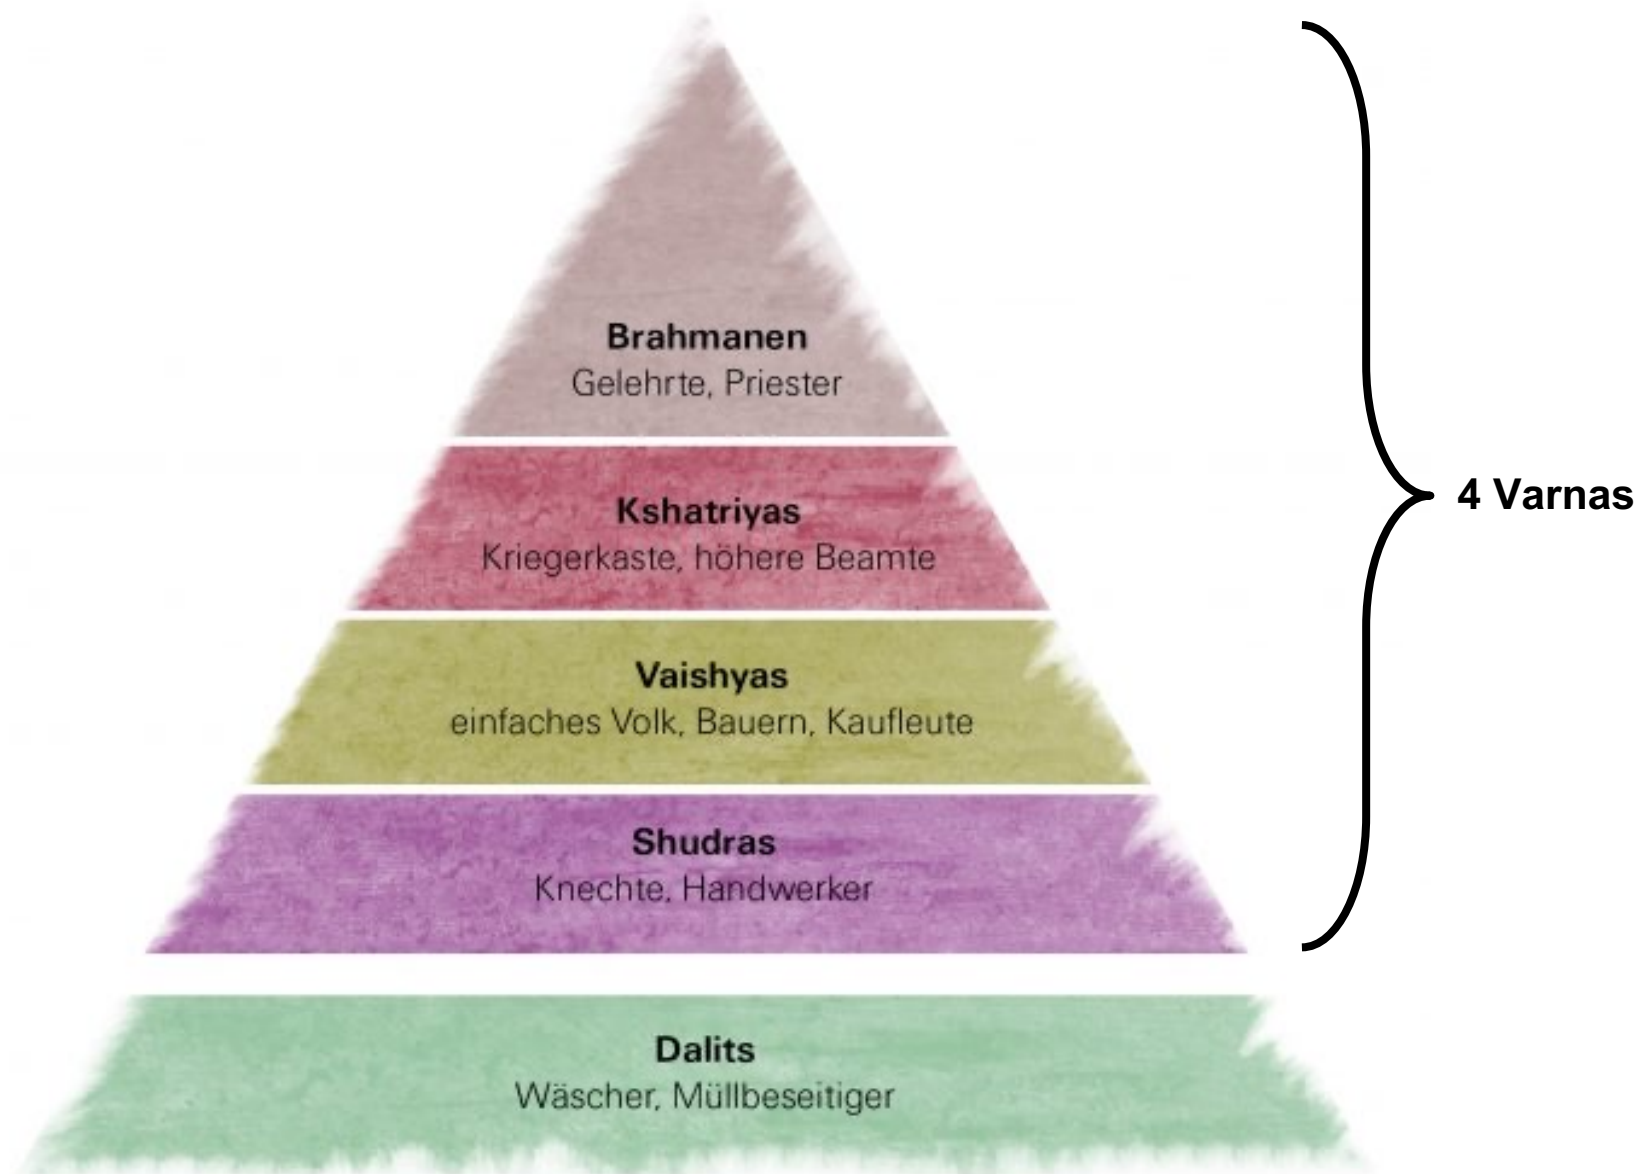 Brahmanen
Gelehrte, Priester
Kshatriyas
Kriegerkaste, höhere Beamte
4 Varnas
Vaishyas
einfaches Volk, Bauern, Kaufleute
Shudras
Knechte, Handwerker
Dalits
Wäscher, Müllbeseitiger